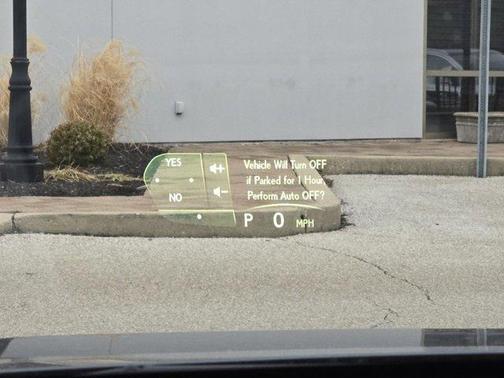 YES
NO
Vehicle Will Turn OFF
if Parked for 1 Hour
Perform Auto OFF?
P 0 MPH